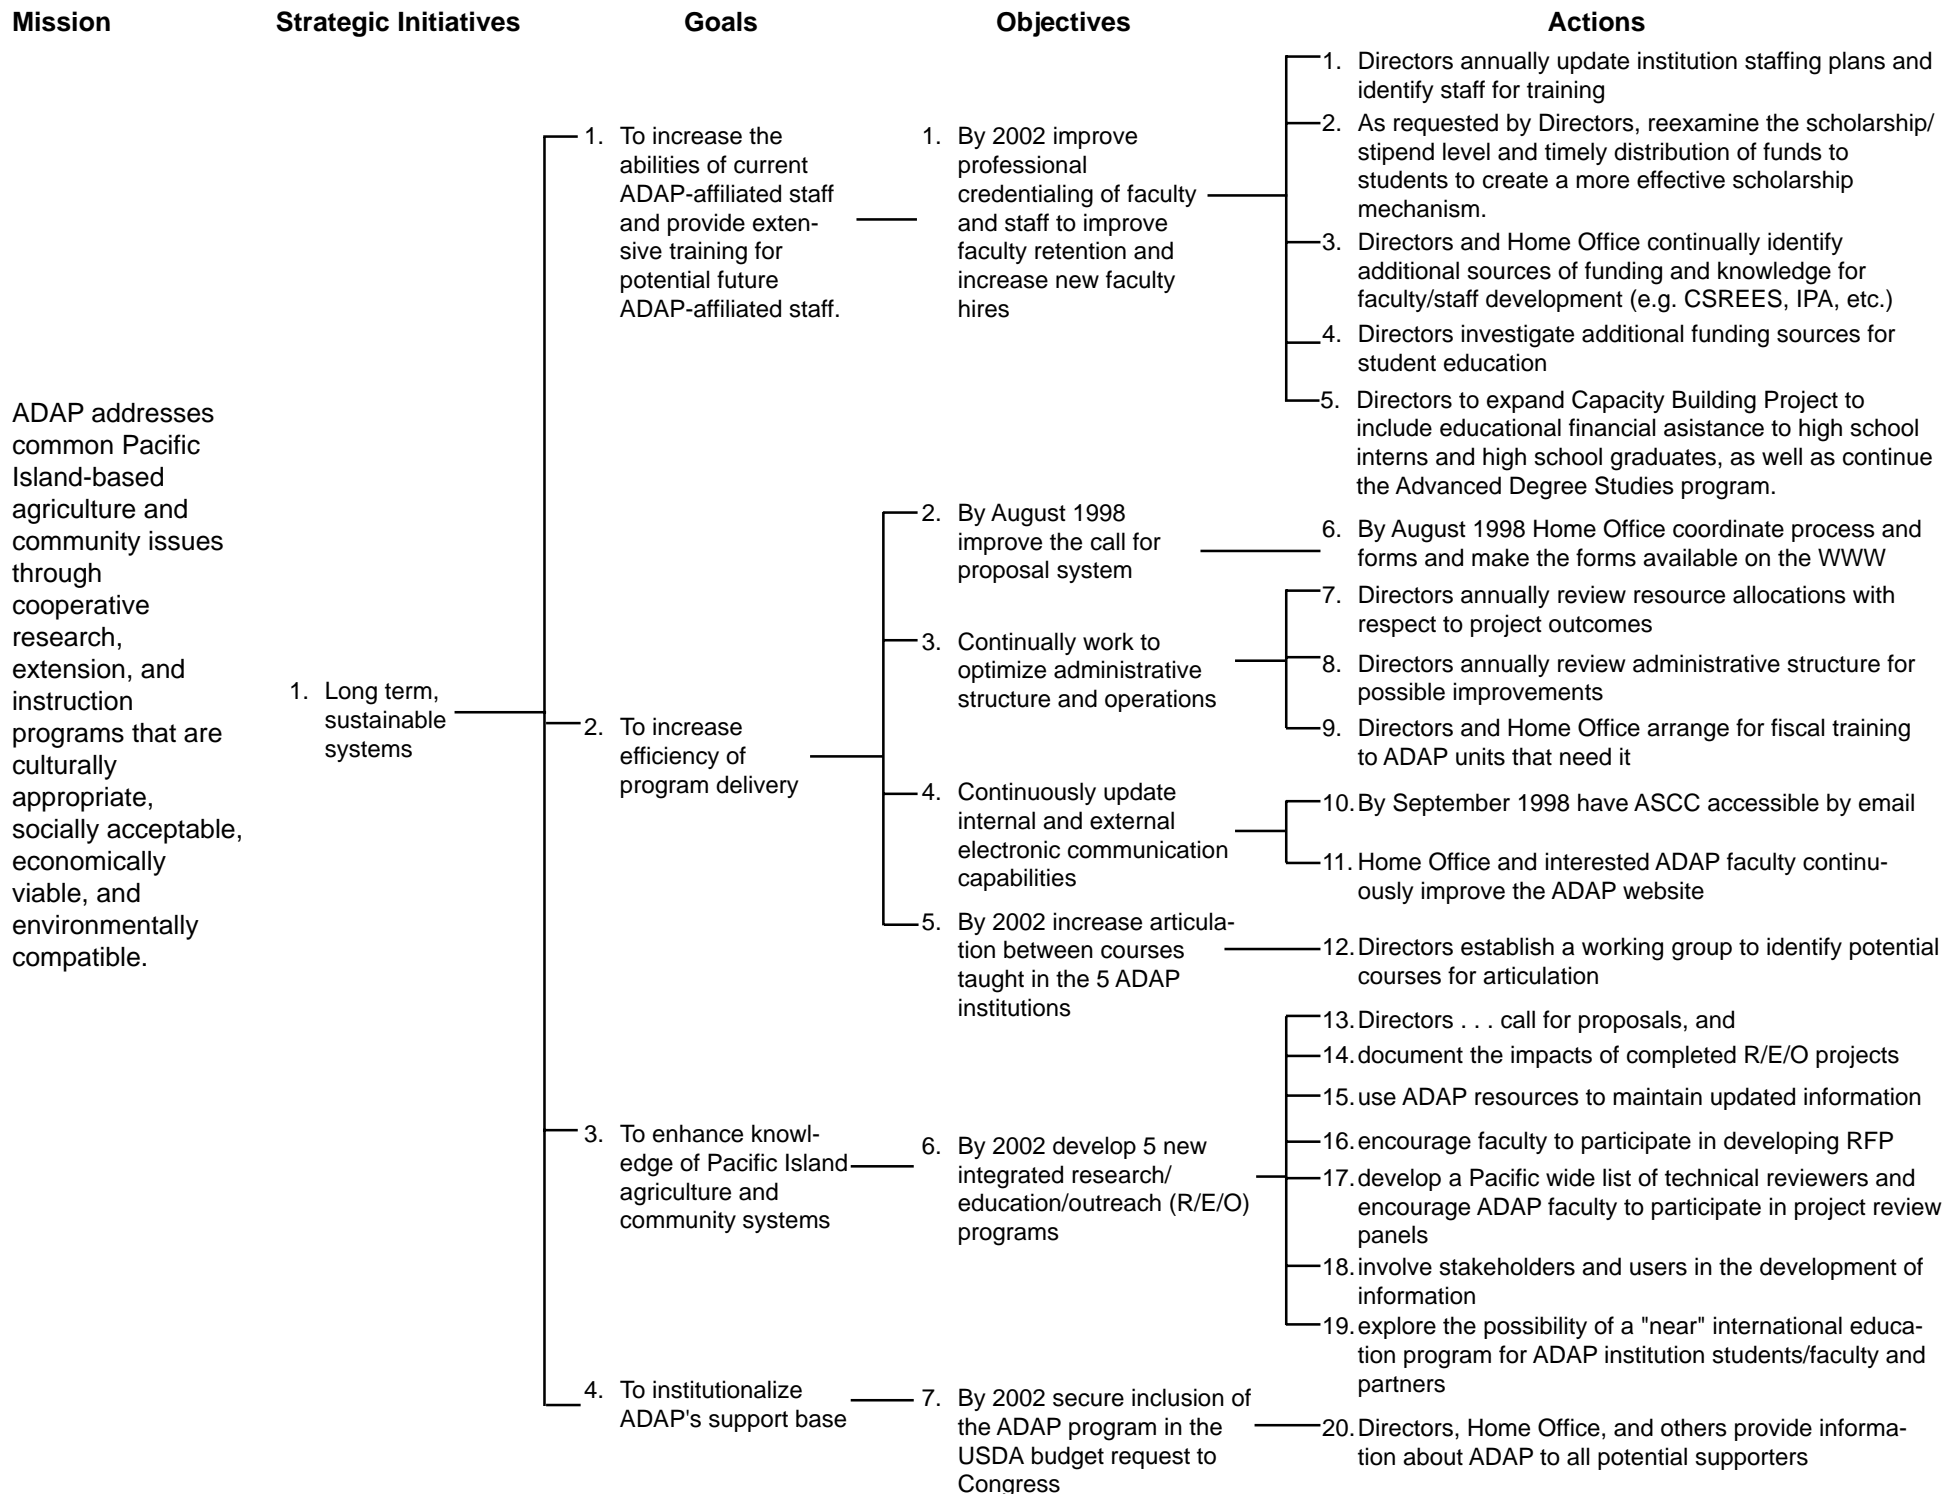 Mission
Strategic Initiatives
Goals
Objectives
Actions
ADAP addresses
common Pacific
Island-based
agriculture and
community issues
through
cooperative
research,
extension, and
instruction
programs that are
culturally
appropriate,
socially acceptable,
economically
viable, and
environmentally
compatible.
1. Long term,
sustainable
systems
1. To increase the
abilities of current
ADAP-affiliated staff
and provide exten-
sive training for
potential future
ADAP-affiliated staff.
1. By 2002 improve
professional
credentialing of faculty
and staff to improve
faculty retention and
increase new faculty
hires
1. Directors annually update institution staffing plans and
identify staff for training
2. As requested by Directors, reexamine the scholarship/
stipend level and timely distribution of funds to
students to create a more effective scholarship
mechanism.
3. Directors and Home Office continually identify
additional sources of funding and knowledge for
faculty/staff development (e.g. CSREES, IPA, etc.)
4. Directors investigate additional funding sources for
student education
5. Directors to expand Capacity Building Project to
include educational financial asistance to high school
interns and high school graduates, as well as continue
the Advanced Degree Studies program.
2. To increase
efficiency of
program delivery
2. By August 1998
improve the call for
proposal system
6. By August 1998 Home Office coordinate process and
forms and make the forms available on the WWW
3. Continually work to
optimize administrative
structure and operations
7. Directors annually review resource allocations with
respect to project outcomes
8. Directors annually review administrative structure for
possible improvements
9. Directors and Home Office arrange for fiscal training
to ADAP units that need it
4. Continuously update
internal and external
electronic communication
capabilities
10. By September 1998 have ASCC accessible by email
11. Home Office and interested ADAP faculty continu-
ously improve the ADAP website
5. By 2002 increase articula-
tion between courses
taught in the 5 ADAP
institutions
12. Directors establish a working group to identify potential
courses for articulation
3. To enhance knowl-
edge of Pacific Island
agriculture and
community systems
6. By 2002 develop 5 new
integrated research/
education/outreach (R/E/O)
programs
13. Directors . . . call for proposals, and
14. document the impacts of completed R/E/O projects
15. use ADAP resources to maintain updated information
16. encourage faculty to participate in developing RFP
17. develop a Pacific wide list of technical reviewers and
encourage ADAP faculty to participate in project review
panels
18. involve stakeholders and users in the development of
information
19. explore the possibility of a "near" international educa-
tion program for ADAP institution students/faculty and
partners
4. To institutionalize
ADAP's support base
7. By 2002 secure inclusion of
the ADAP program in the
USDA budget request to
Congress
20. Directors, Home Office, and others provide informa-
tion about ADAP to all potential supporters